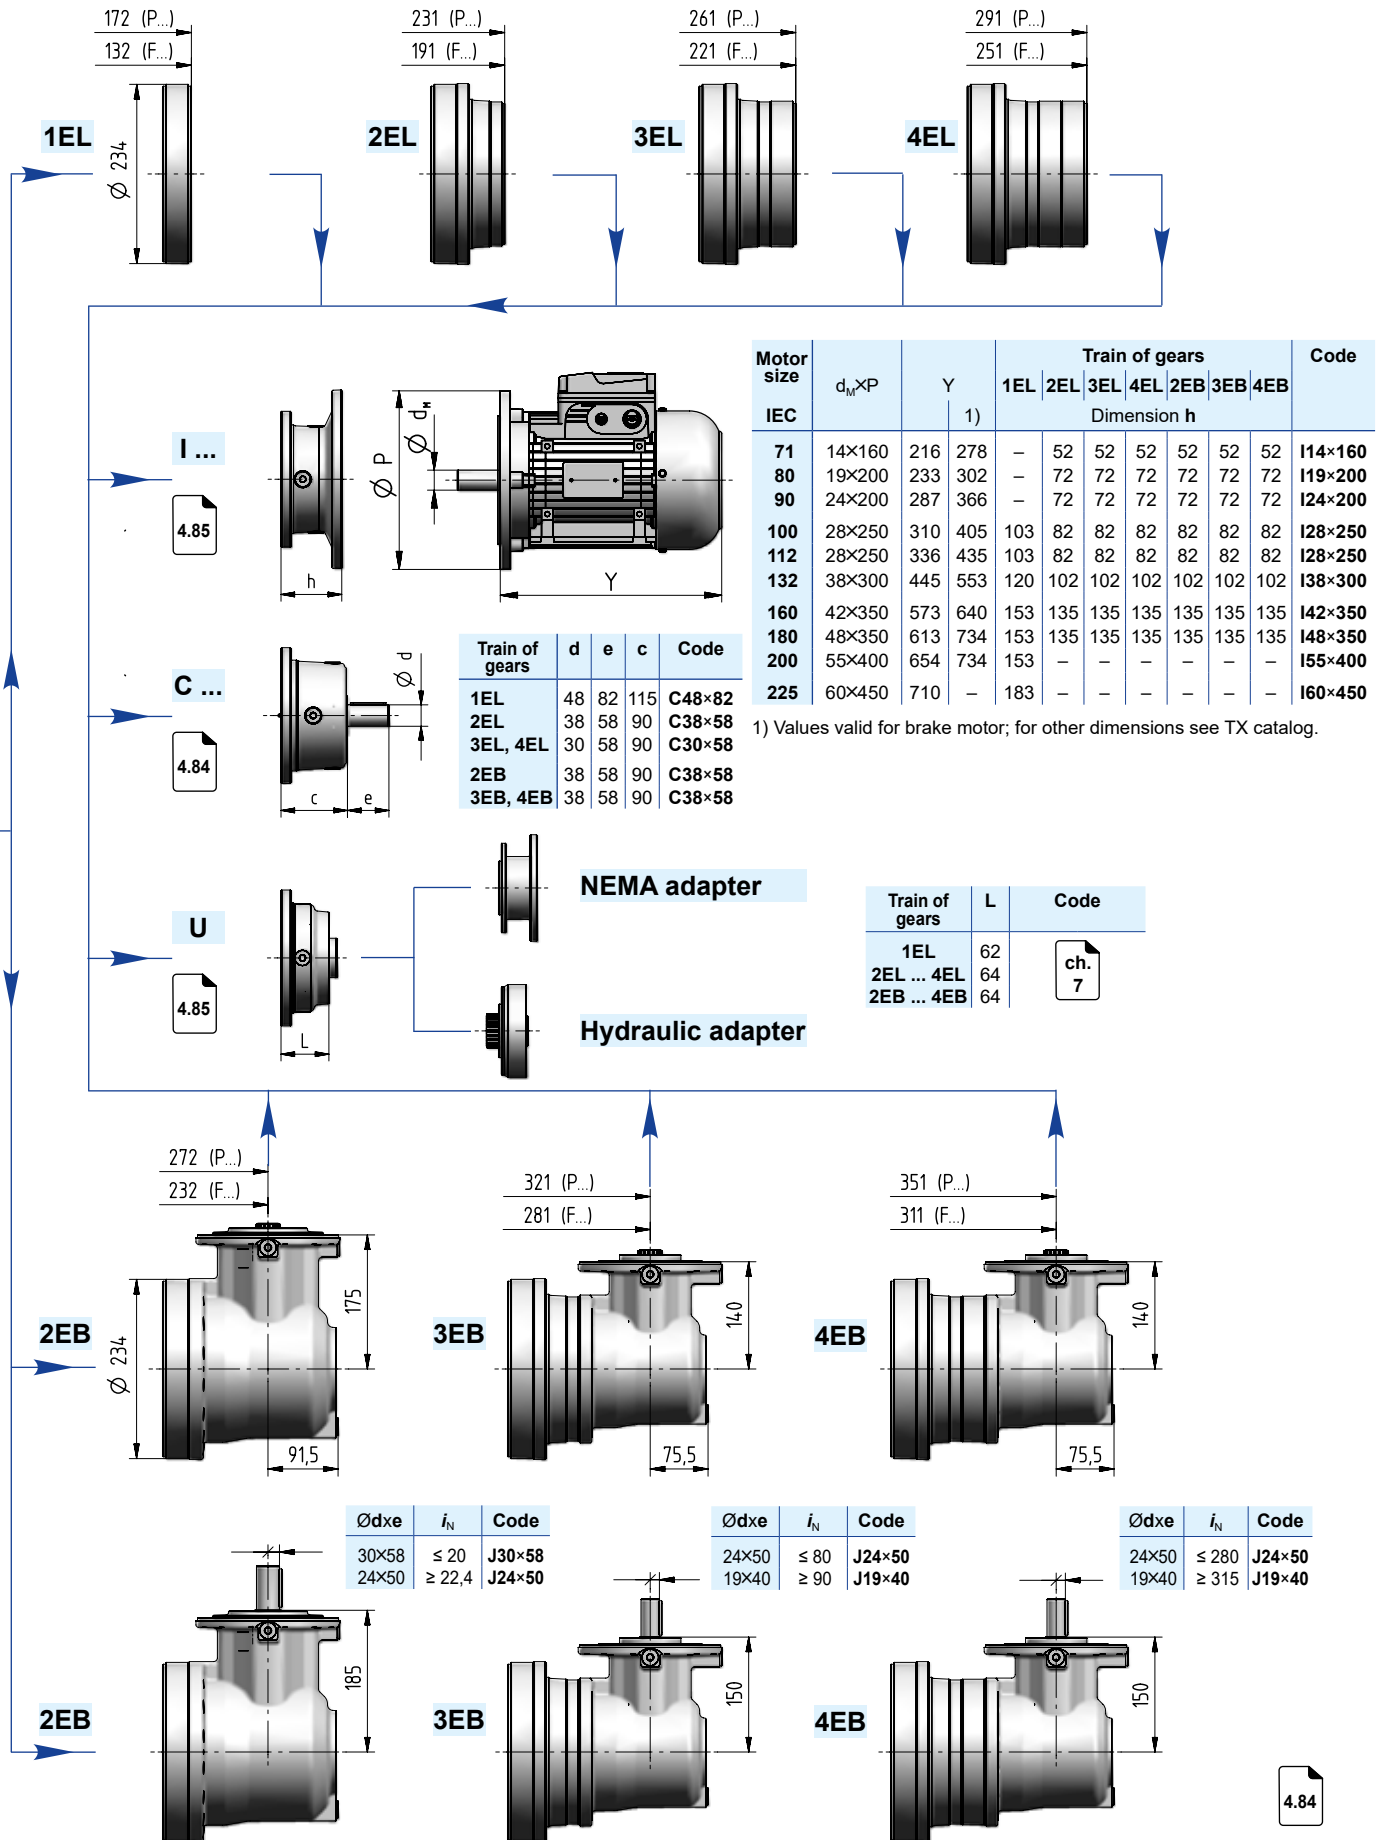 172 (P...) 231 (P...) 261 (P...) 291 (P...)
132 (F...) 191 (F...) 221 (F...) 251 (F...)
1EL 2EL 3EL 4EL
Ø 234
Motor size d_M×P Y Train of gears Code
1EL 2EL 3EL 4EL 2EB 3EB 4EB
IEC 1) Dimension h
71 14×160 216 278 – 52 52 52 52 52 52 I14×160
80 19×200 233 302 – 72 72 72 72 72 72 I19×200
90 24×200 287 366 – 72 72 72 72 72 72 I24×200
100 28×250 310 405 103 82 82 82 82 82 82 I28×250
112 28×250 336 435 103 82 82 82 82 82 82 I28×250
132 38×300 445 553 120 102 102 102 102 102 102 I38×300
160 42×350 573 640 153 135 135 135 135 135 135 I42×350
180 48×350 613 734 153 135 135 135 135 135 135 I48×350
200 55×400 654 734 153 – – – – – – I55×400
225 60×450 710 – 183 – – – – – – I60×450
1) Values valid for brake motor; for other dimensions see TX catalog.
I ...
4.85
h
Ø P
Ø d_M
Y
C ...
4.84
Ø d
c e
Train of gears d e c Code
1EL 48 82 115 C48×82
2EL 38 58 90 C38×58
3EL, 4EL 30 58 90 C30×58
2EB 38 58 90 C38×58
3EB, 4EB 38 58 90 C38×58
U
4.85
L
NEMA adapter
Hydraulic adapter
Train of gears L Code
1EL 62
2EL ... 4EL 64
2EB ... 4EB 64
ch. 7
272 (P...) 321 (P...) 351 (P...)
232 (F...) 281 (F...) 311 (F...)
175 140 140
2EB 3EB 4EB
Ø 234
91,5 75,5 75,5
Ødxe i_N Code
30×58 ≤ 20 J30×58
24×50 ≥ 22,4 J24×50
Ødxe i_N Code
24×50 ≤ 80 J24×50
19×40 ≥ 90 J19×40
Ødxe i_N Code
24×50 ≤ 280 J24×50
19×40 ≥ 315 J19×40
185 150 150
2EB 3EB 4EB
4.84